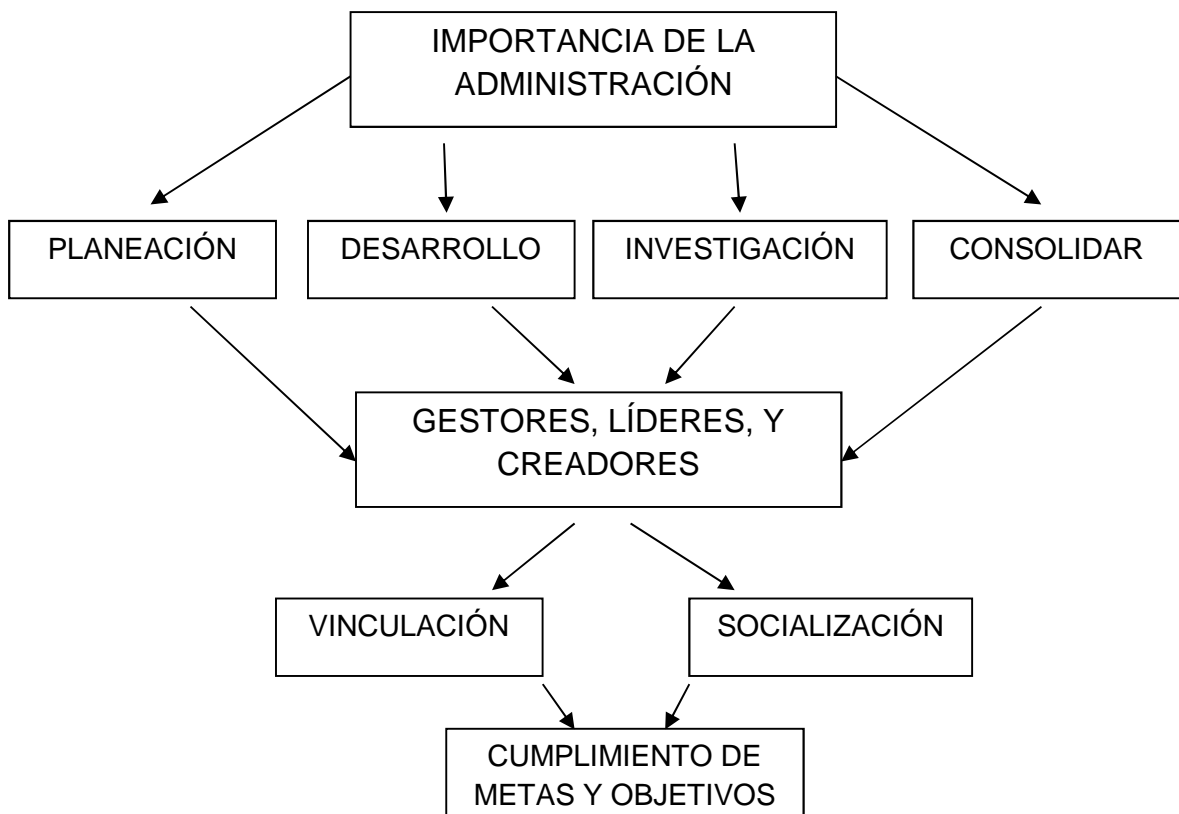 IMPORTANCIA DE LA
ADMINISTRACIÓN
PLANEACIÓN
DESARROLLO
INVESTIGACIÓN
CONSOLIDAR
GESTORES, LÍDERES, Y
CREADORES
VINCULACIÓN
SOCIALIZACIÓN
CUMPLIMIENTO DE
METAS Y OBJETIVOS